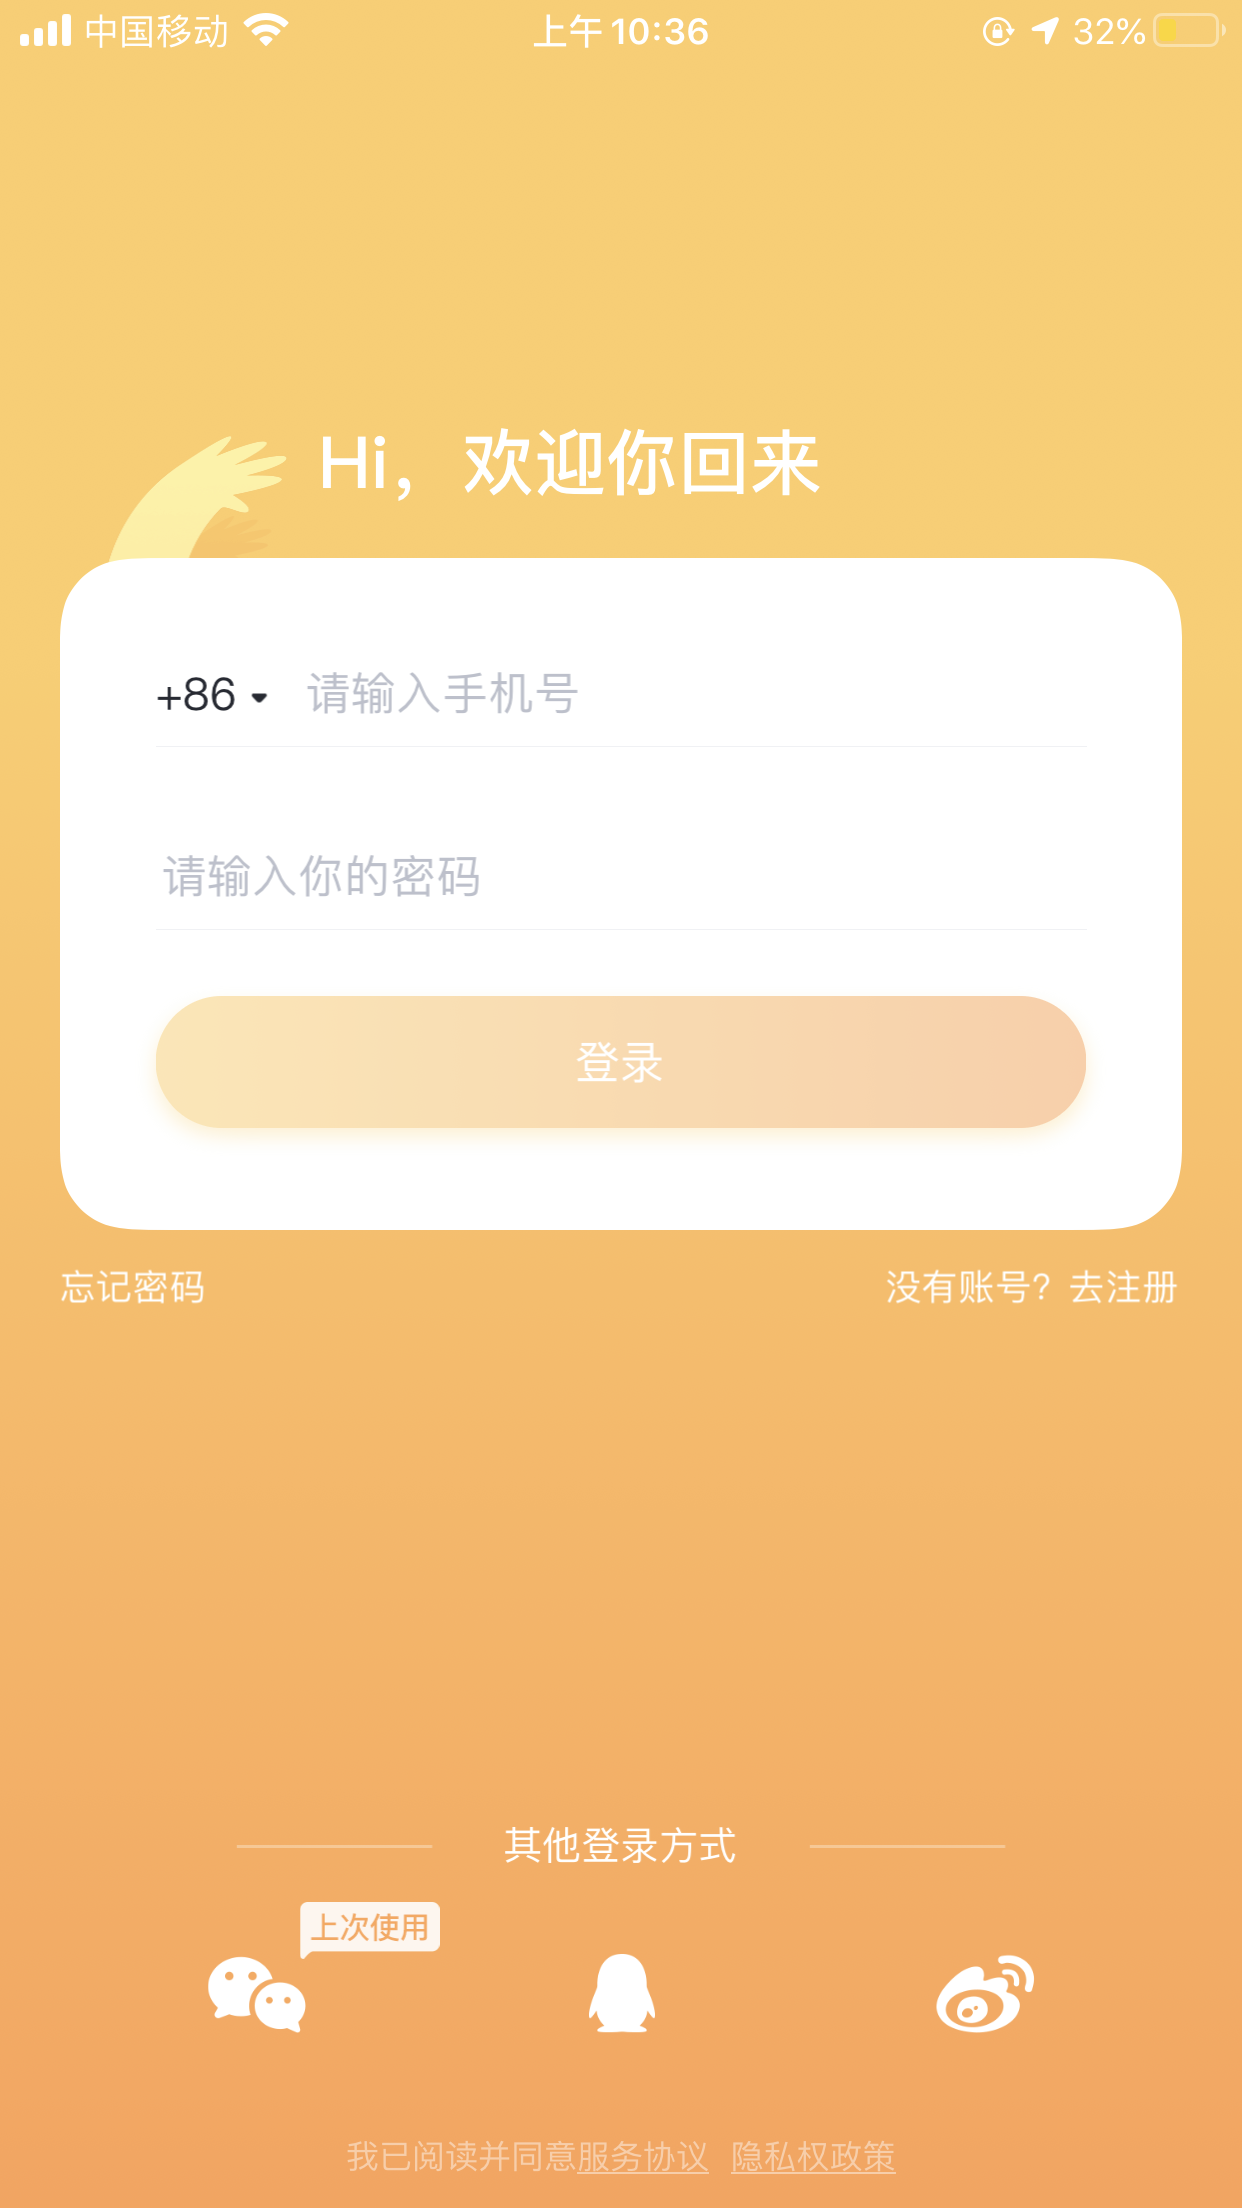 中国移动 上午10:36 32%
Hi，欢迎你回来
+86 请输入手机号
请输入你的密码
登录
忘记密码 没有账号？去注册
其他登录方式
上次使用
我已阅读并同意服务协议 隐私权政策